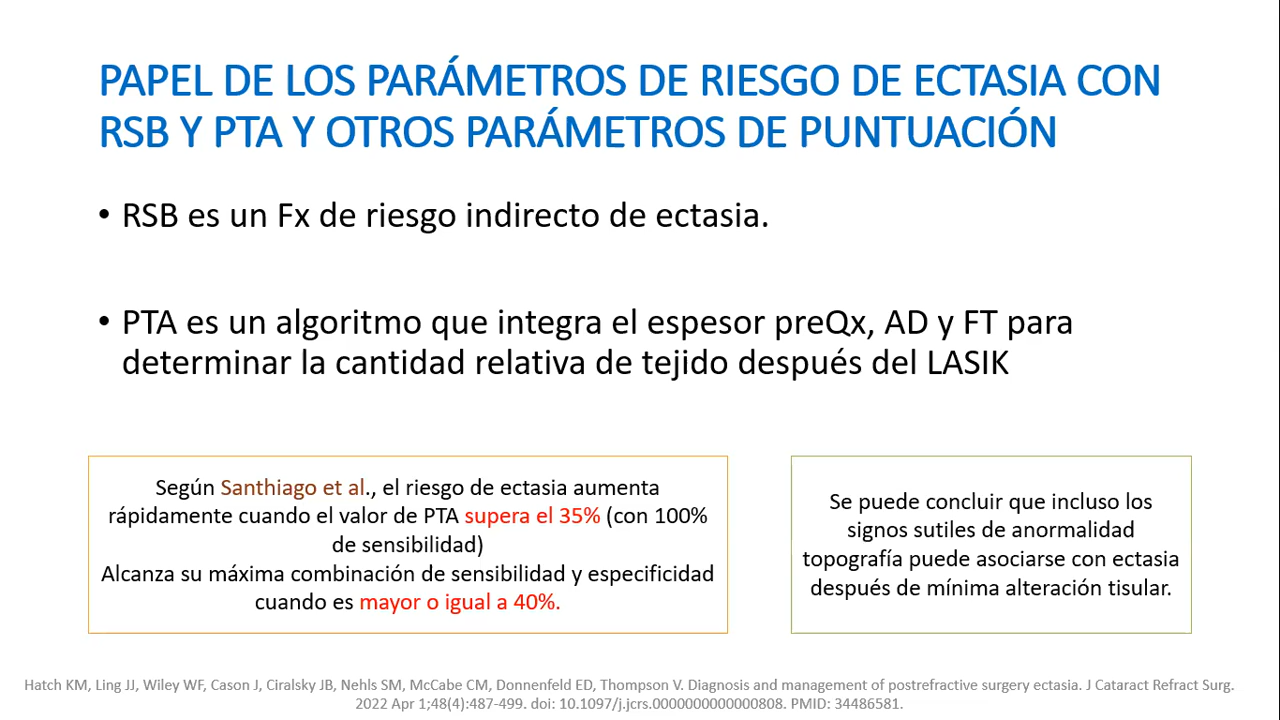 PAPEL DE LOS PARÁMETROS DE RIESGO DE ECTASIA CON
RSB Y PTA Y OTROS PARÁMETROS DE PUNTUACIÓN
• RSB es un Fx de riesgo indirecto de ectasia.
• PTA es un algoritmo que integra el espesor preQx, AD y FT para
determinar la cantidad relativa de tejido después del LASIK
Según Santhiago et al., el riesgo de ectasia aumenta
rápidamente cuando el valor de PTA supera el 35% (con 100%
de sensibilidad)
Alcanza su máxima combinación de sensibilidad y especificidad
cuando es mayor o igual a 40%.
Se puede concluir que incluso los
signos sutiles de anormalidad
topografía puede asociarse con ectasia
después de mínima alteración tisular.
Hatch KM, Ling JJ, Wiley WF, Cason J, Ciralsky JB, Nehls SM, McCabe CM, Donnenfeld ED, Thompson V. Diagnosis and management of postrefractive surgery ectasia. J Cataract Refract Surg.
2022 Apr 1;48(4):487-499. doi: 10.1097/j.jcrs.0000000000000808. PMID: 34486581.